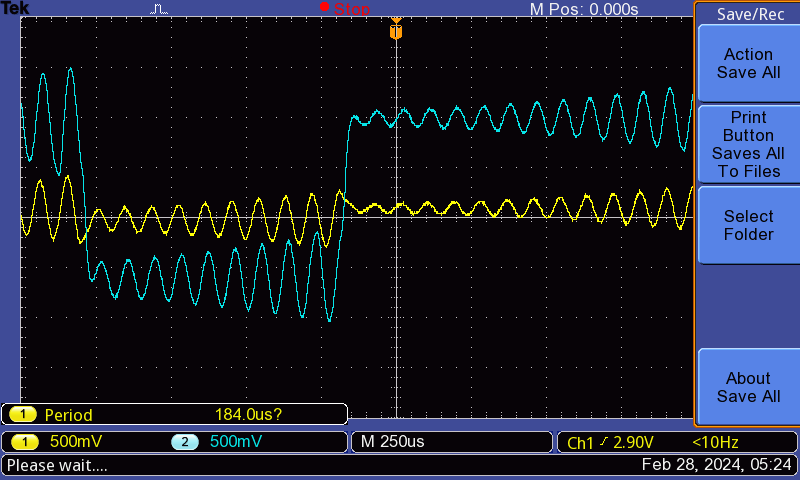 Tek
Stop
M Pos: 0.000s
Save/Rec
T
Action
Save All
Print
Button
Saves All
To Files
Select
Folder
About
Save All
1 Period 184.0us?
1 500mV 2 500mV M 250us Ch1 2.90V <10Hz
Please wait.... Feb 28, 2024, 05:24